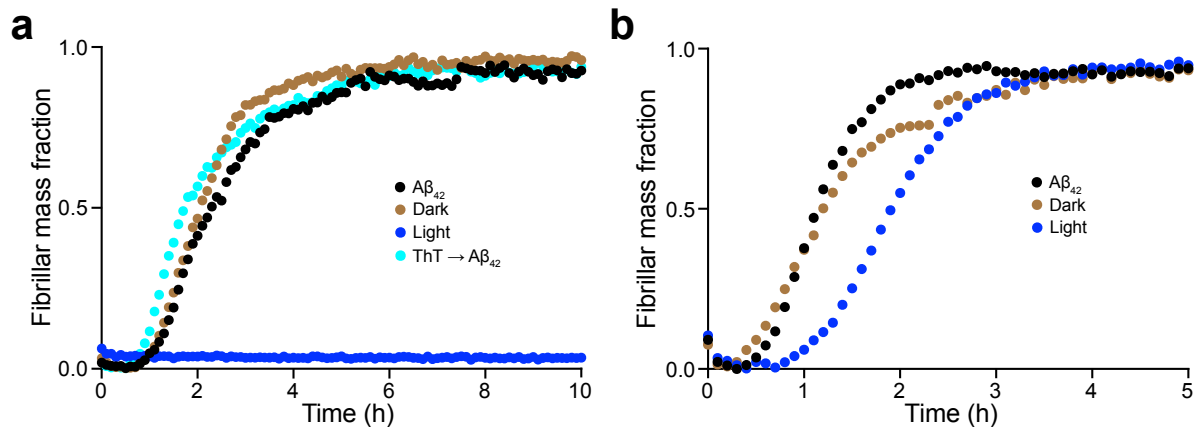 a
Fibrillar mass fraction
1.0
0.5
0.0
0
2
4
6
8
10
Time (h)
Aβ₄₂
Dark
Light
ThT → Aβ₄₂
b
Fibrillar mass fraction
1.0
0.5
0.0
0
1
2
3
4
5
Time (h)
Aβ₄₂
Dark
Light